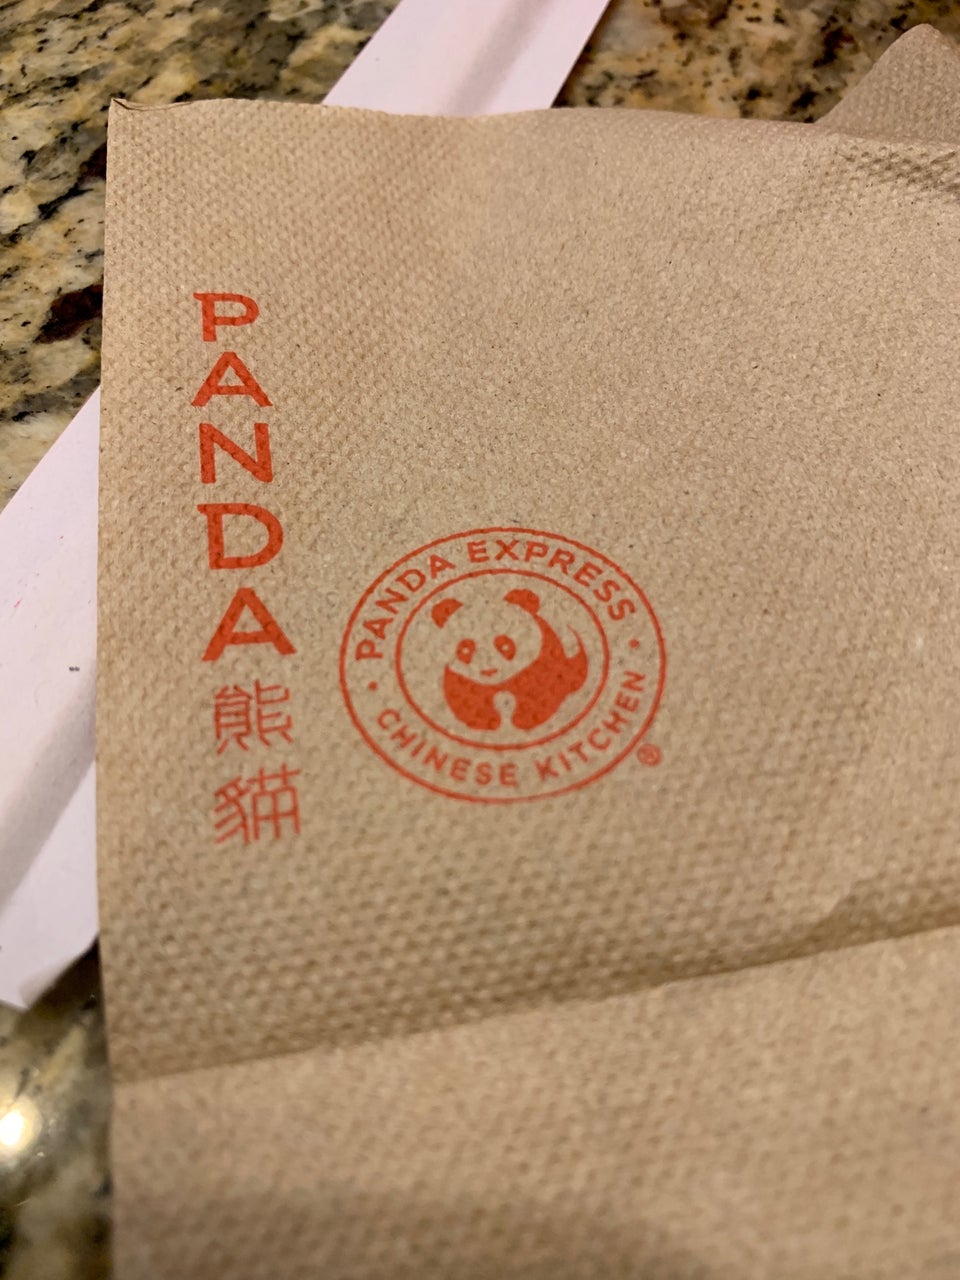 PANDA
熊貓
PANDA EXPRESS
CHINESE KITCHEN
®